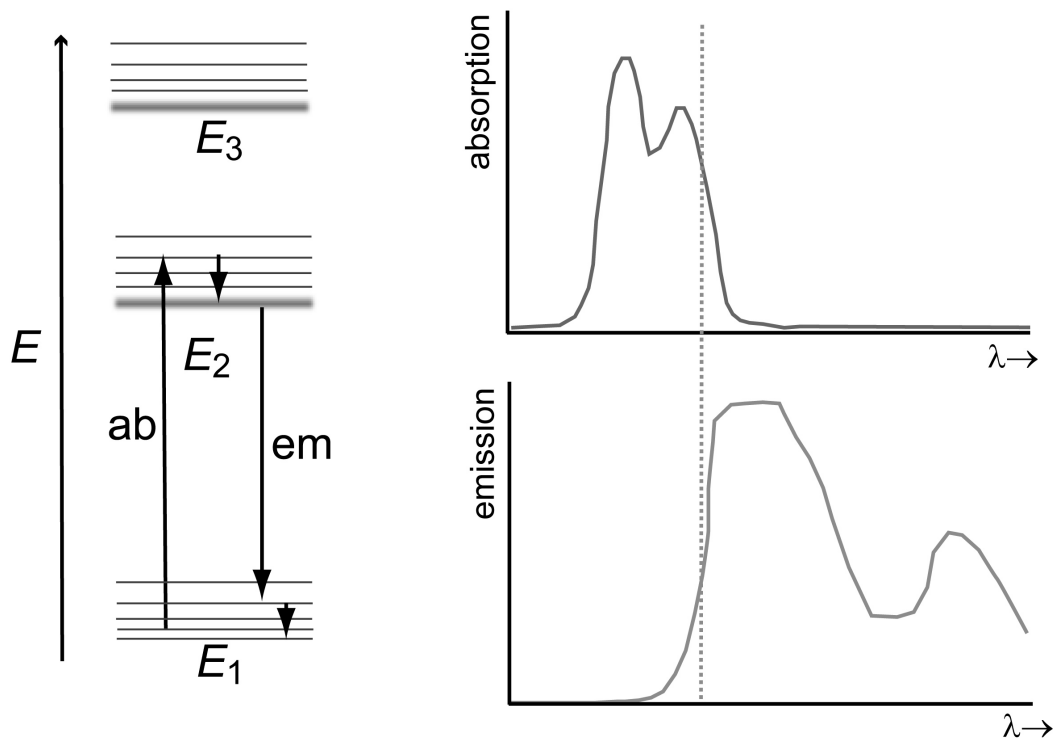 E
E₃
E₂
ab
em
E₁
absorption
λ→
emission
λ→